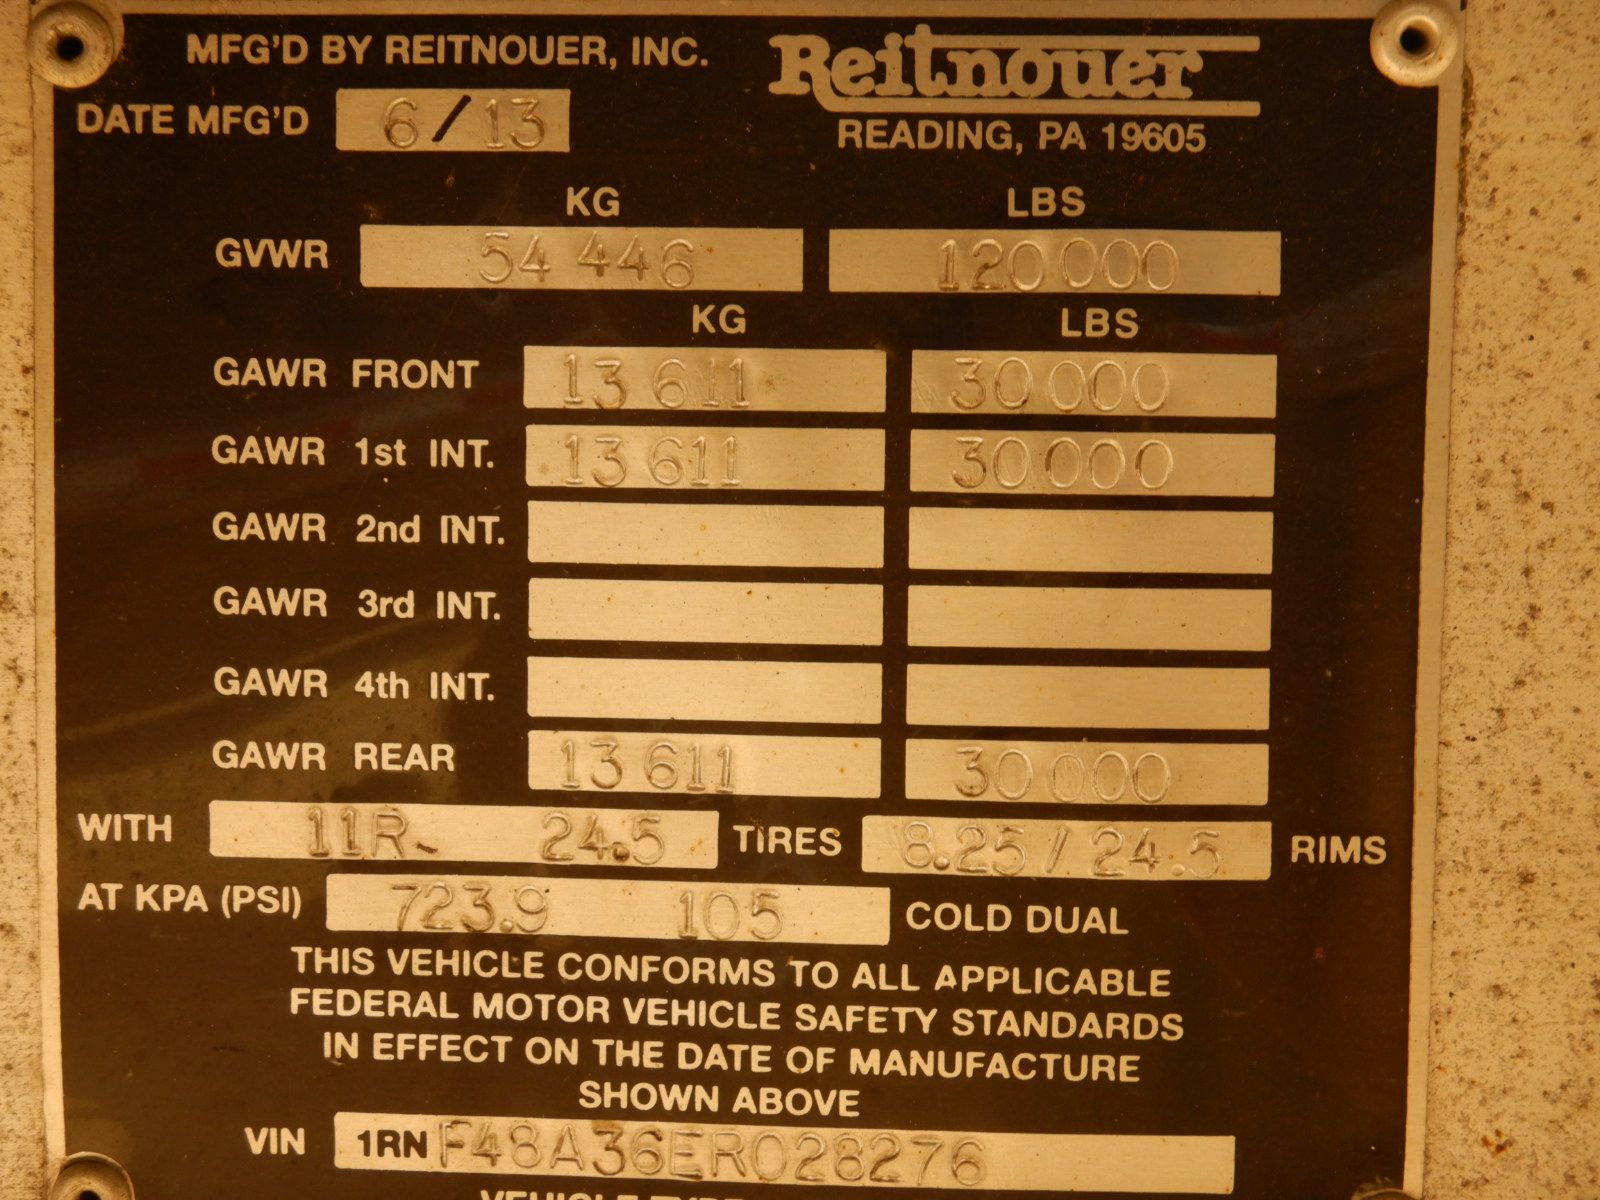 MFG'D BY REITNOUER, INC.
Reitnouer
DATE MFG'D 6/13
READING, PA 19605
KG LBS
GVWR 54 446 120 000
KG LBS
GAWR FRONT 13 611 30 000
GAWR 1st INT. 13 611 30 000
GAWR 2nd INT.
GAWR 3rd INT.
GAWR 4th INT.
GAWR REAR 13 611 30 000
WITH 11R 24.5 TIRES 8.25/24.5 RIMS
AT KPA (PSI) 723.9 105 COLD DUAL
THIS VEHICLE CONFORMS TO ALL APPLICABLE
FEDERAL MOTOR VEHICLE SAFETY STANDARDS
IN EFFECT ON THE DATE OF MANUFACTURE
SHOWN ABOVE
VIN 1RNF48A36ER028276
VEHICLE TYPE